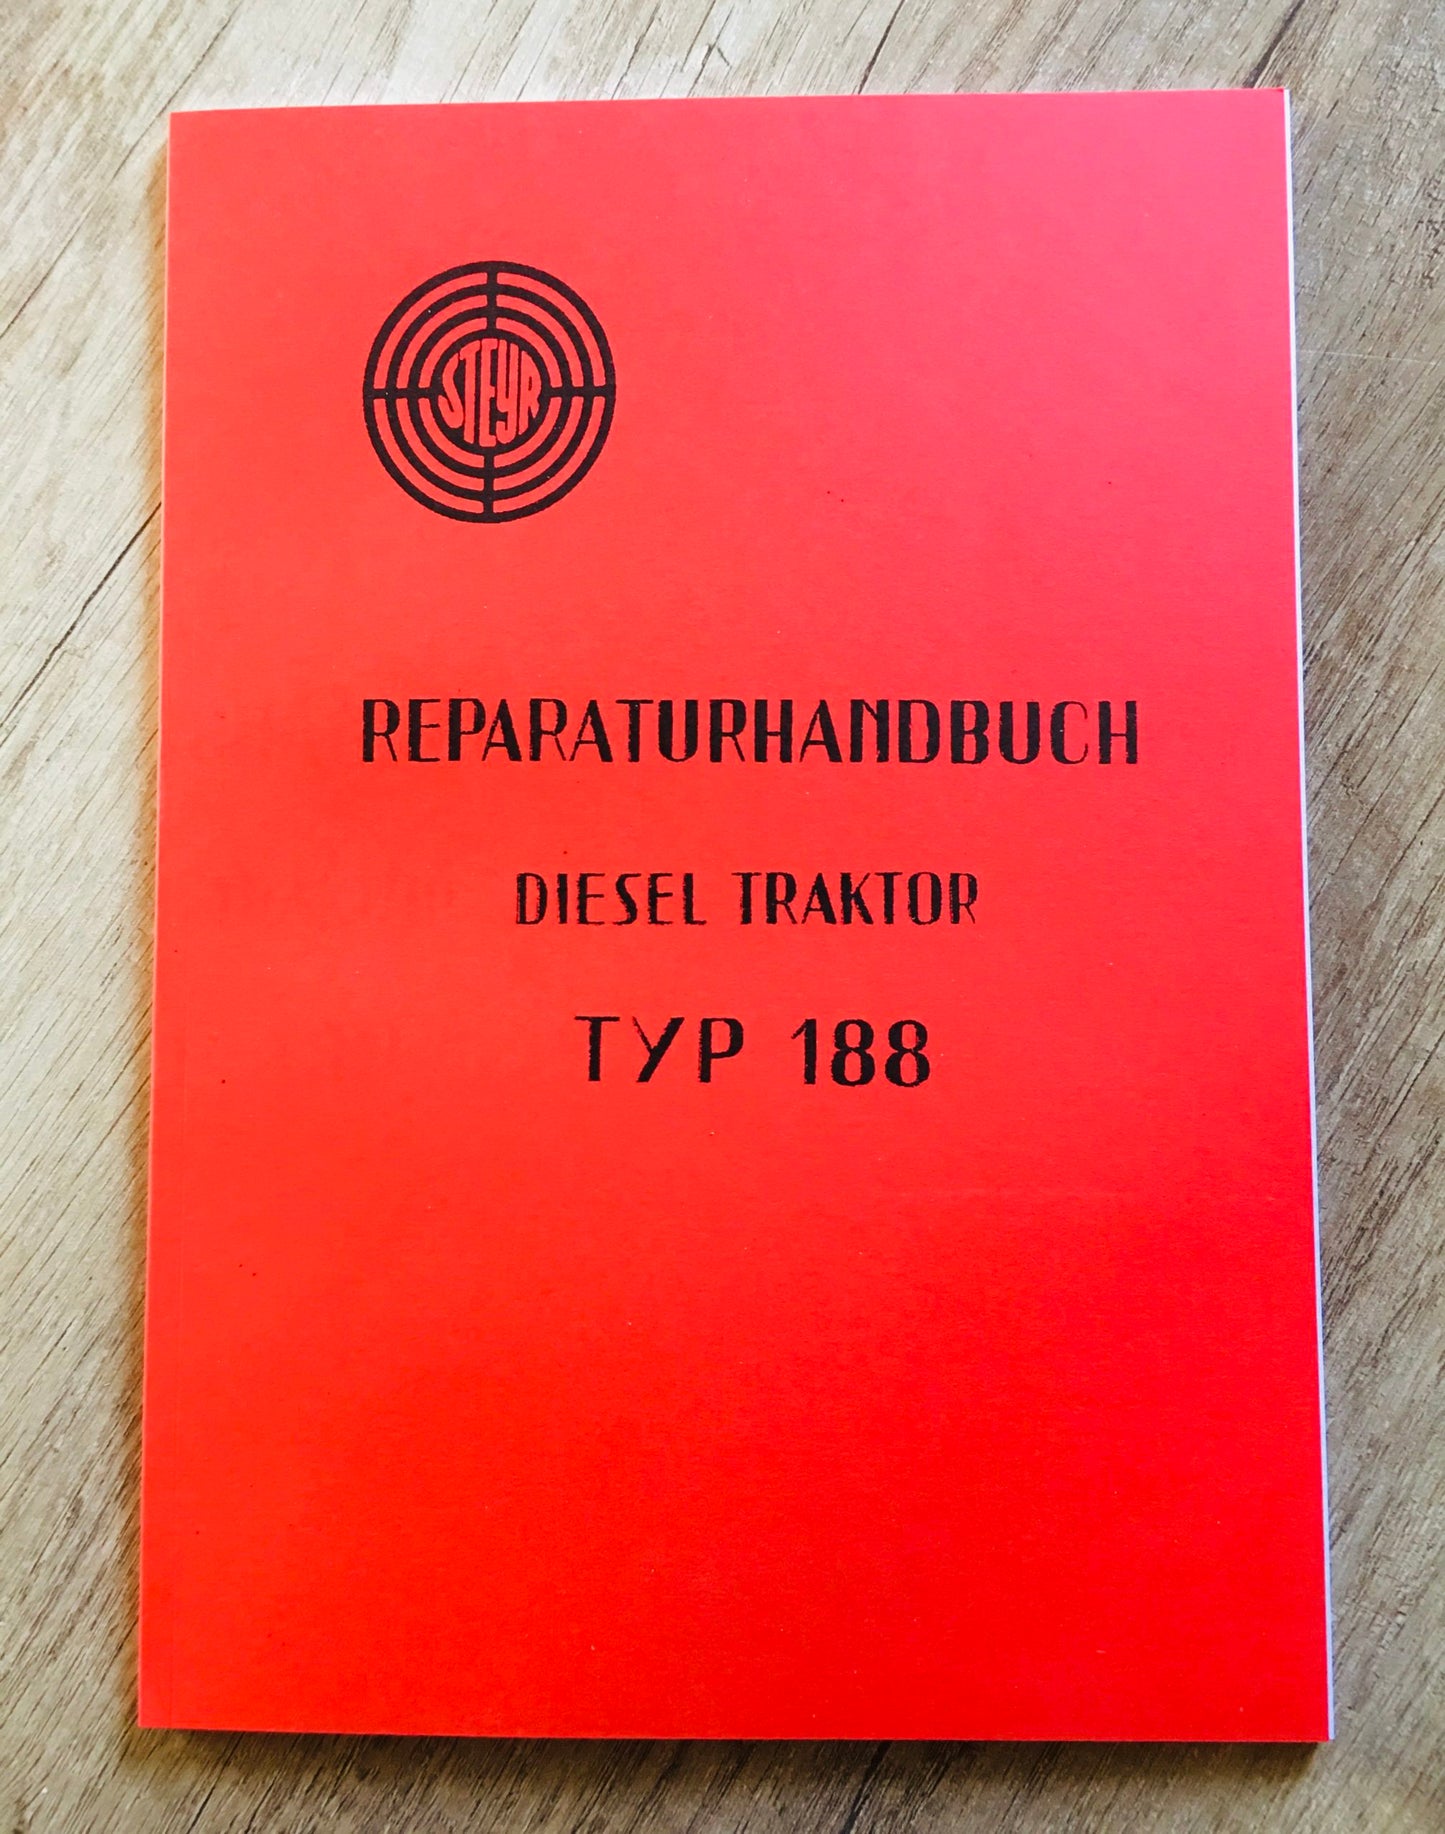 STEYR
REPARATURHANDBUCH
DIESEL TRAKTOR
TYP 188